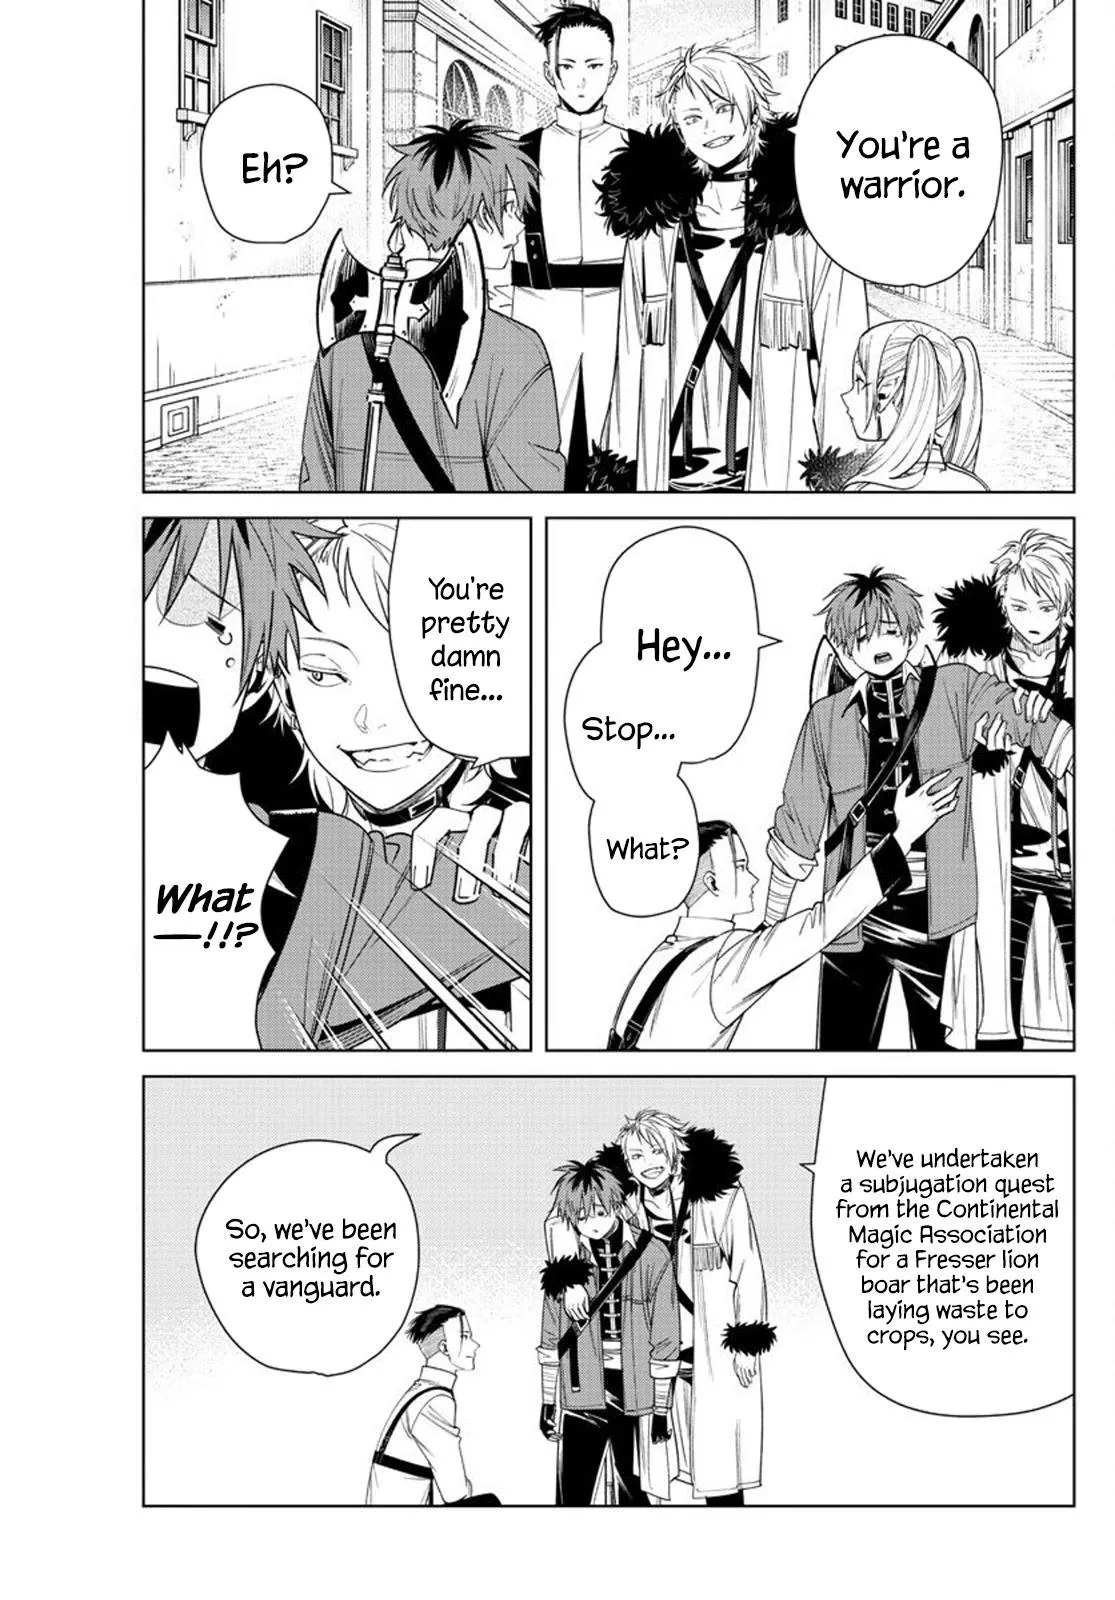 You're a
warrior.
Eh?
Hey...
Stop...
What?
You're
pretty
damn
fine...
What
—!!?
We've undertaken
a subjugation quest
from the Continental
Magic Association
for a Fresser lion
boar that's been
laying waste to
crops, you see.
So, we've been
searching for
a vanguard.